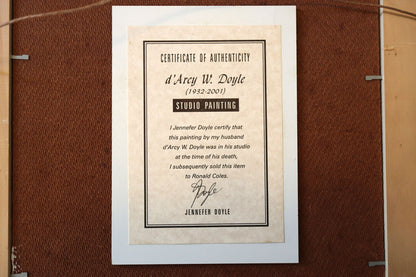 CERTIFICATE OF AUTHENTICITY
d'Arcy W. Doyle
(1932-2001)
STUDIO PAINTING
I Jennefer Doyle certify that
this painting by my husband
d'Arcy W. Doyle was in his studio
at the time of his death,
I subsequently sold this item
to Ronald Coles.
JENNEFER DOYLE